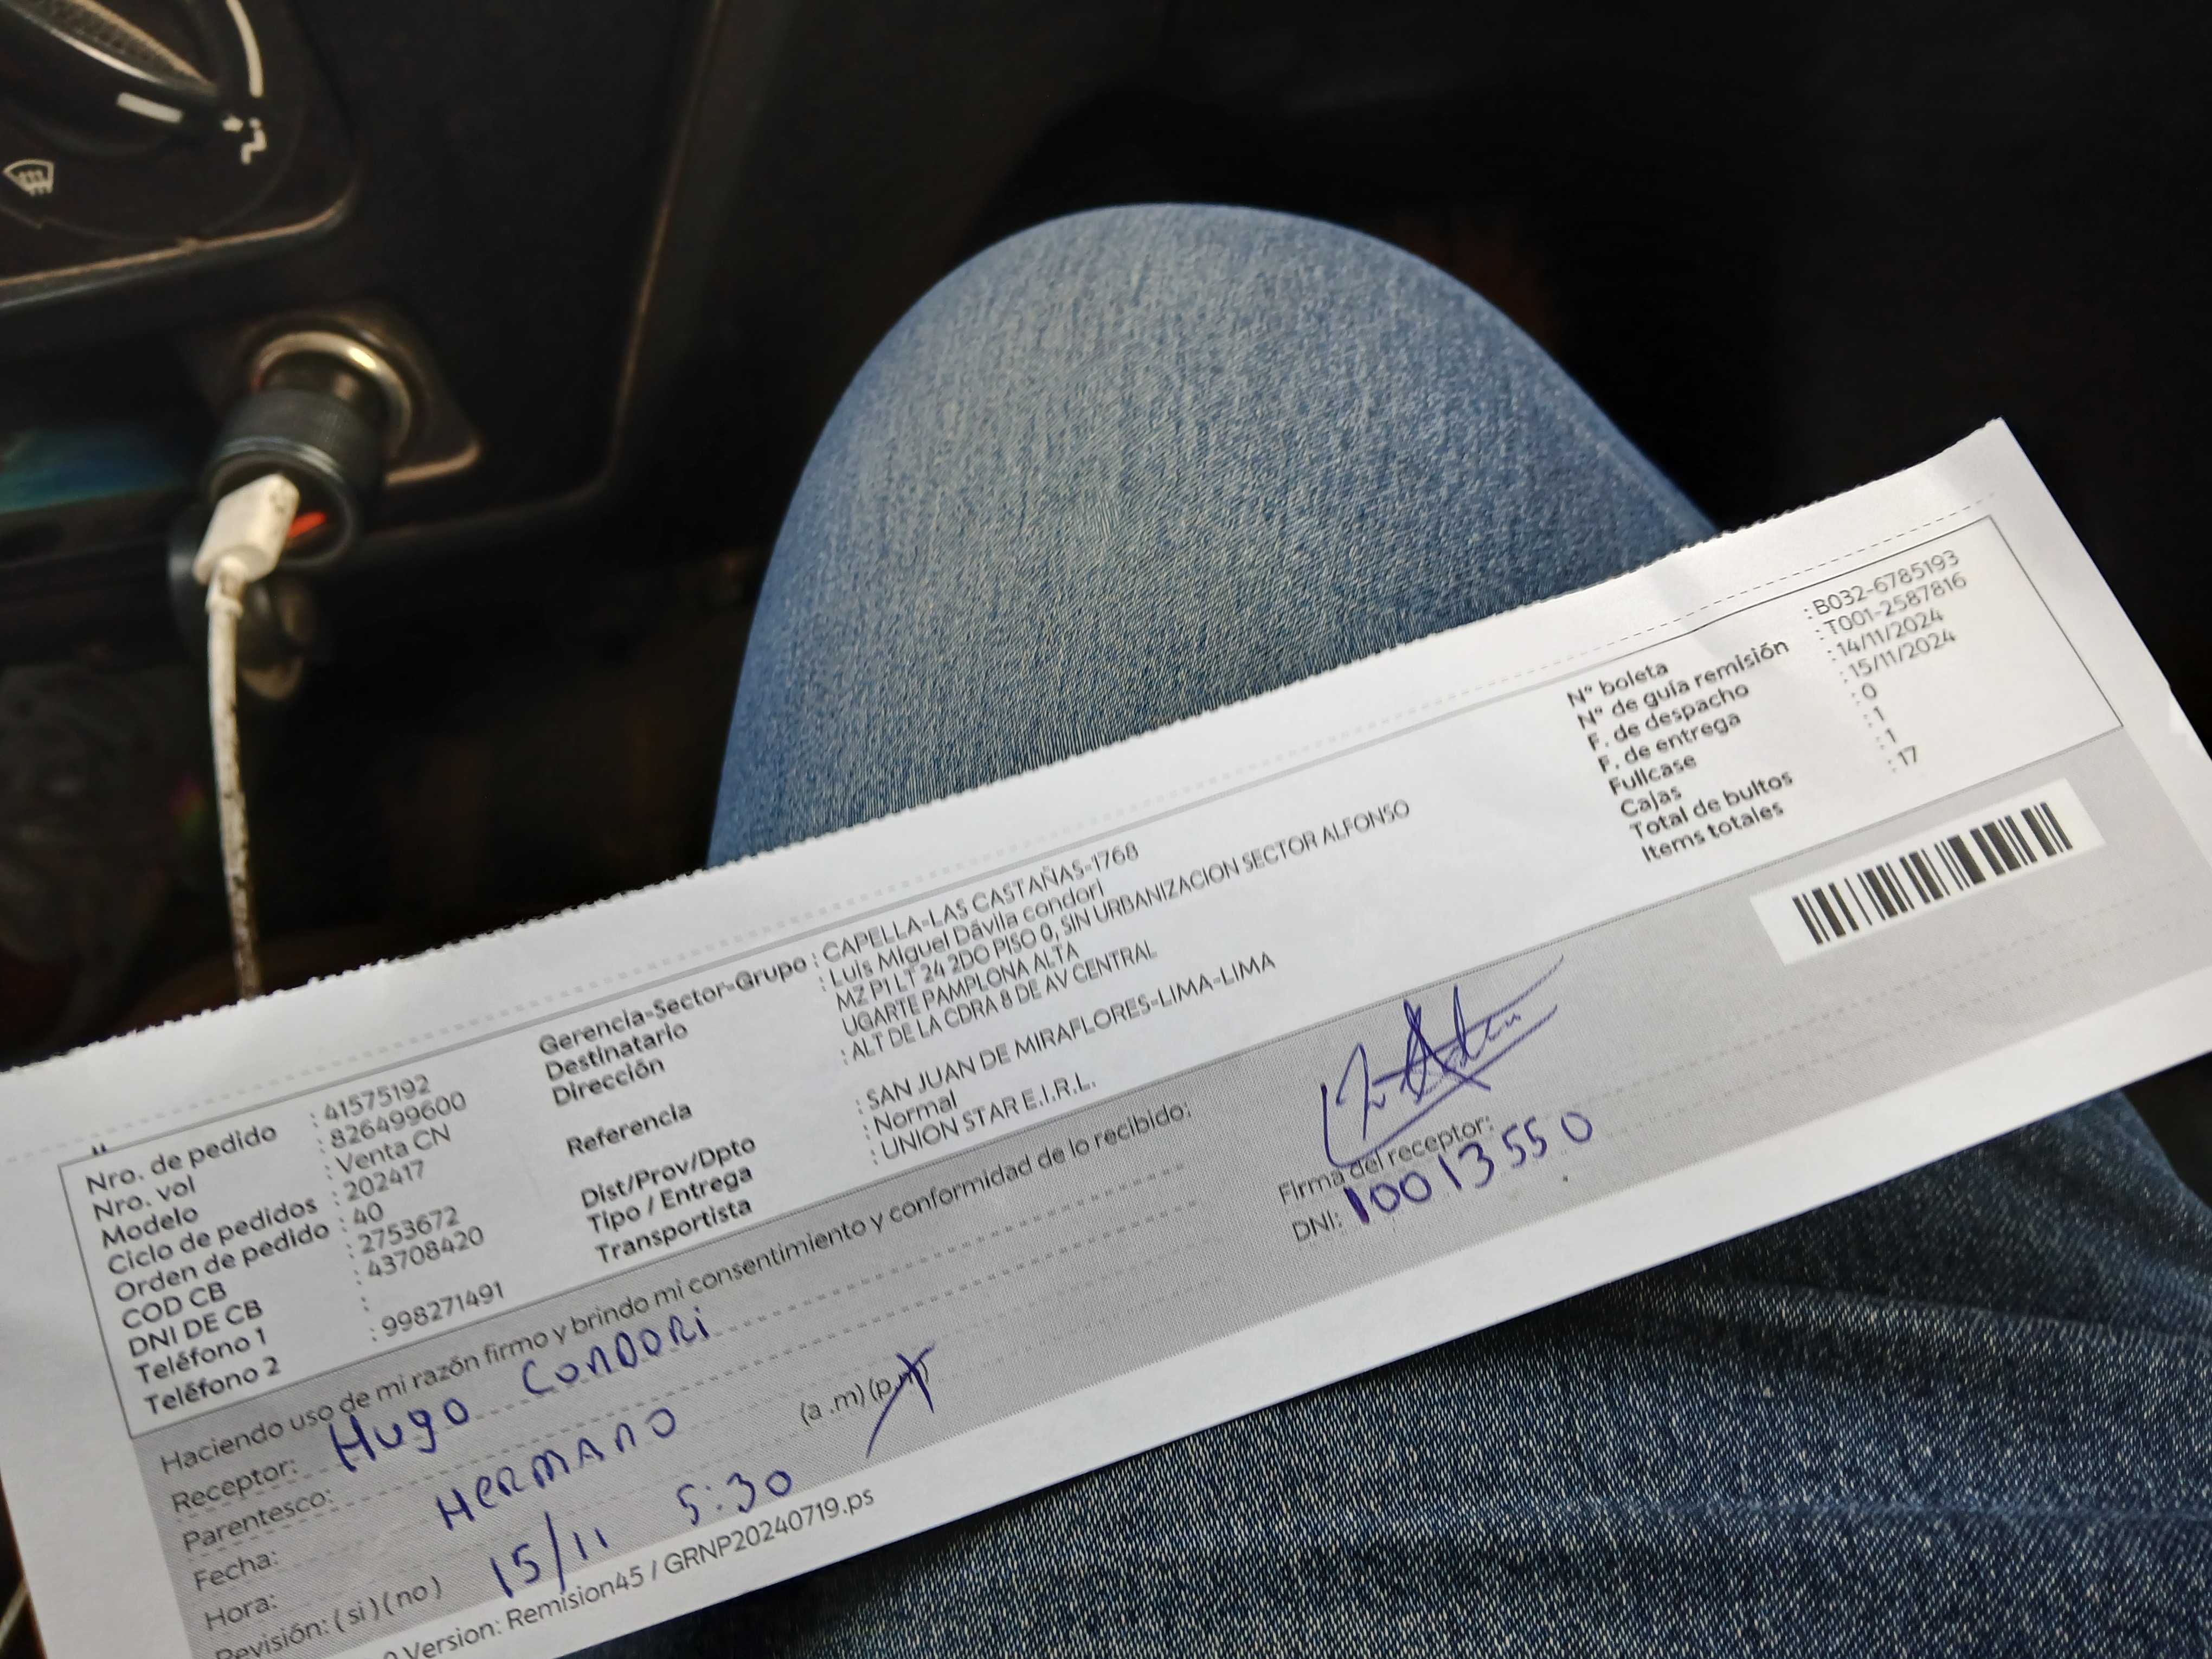 Nro. de pedido : 41575192
Nro. vol : 826499600
Modelo : Venta CN
Ciclo de pedidos : 202417
Orden de pedido : 40
COD CB : 2753672
DNI DE CB : 43708420
Teléfono 1 :
Teléfono 2 : 998271491
Gerencia-Sector-Grupo : CAPELLA-LAS CASTAÑAS-1768
Destinatario : Luis Miguel Dávila condori
Dirección : MZ P1 LT 24 2DO PISO 0, SIN URBANIZACION SECTOR ALFONSO
UGARTE PAMPLONA ALTA
Referencia : ALT DE LA CDRA 8 DE AV CENTRAL
Dist/Prov/Dpto : SAN JUAN DE MIRAFLORES-LIMA-LIMA
Tipo / Entrega : Normal
Transportista : UNION STAR E.I.R.L.
N° boleta : B032-6785193
N° de guía remisión : T001-2587816
F. de despacho : 14/11/2024
F. de entrega : 15/11/2024
Fullcase : 0
Cajas : 1
Total de bultos : 1
Items totales : 17
Haciendo uso de mi razón firmo y brindo mi consentimiento y conformidad de lo recibido:
Receptor: Hugo Condori
Parentesco: HERMANO
Fecha: 15/11
Hora: 5:30 (a .m) (p.m)
Revisión: ( si ) ( no )
Firma del receptor:
DNI: 10013550
Version: Remision45 / GRNP20240719.ps